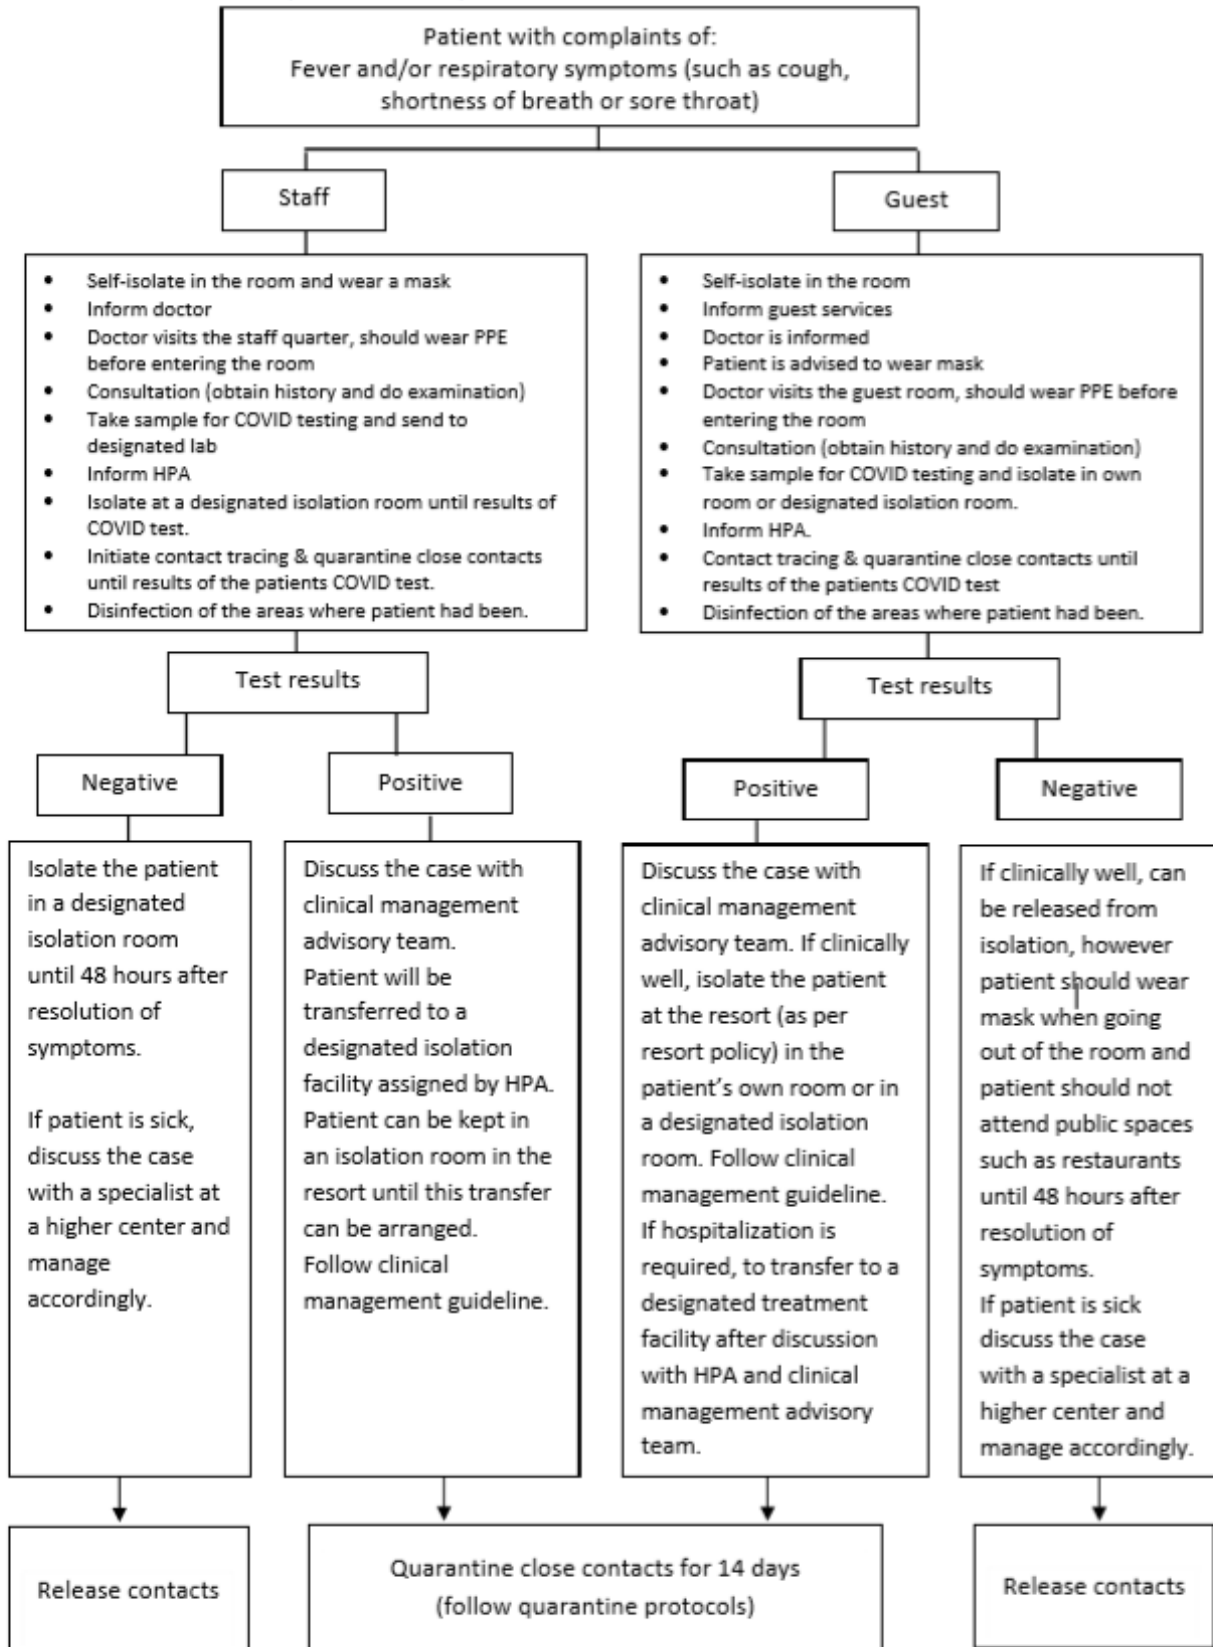 Patient with complaints of:
Fever and/or respiratory symptoms (such as cough,
shortness of breath or sore throat)
Staff
Guest
• Self-isolate in the room and wear a mask
• Inform doctor
• Doctor visits the staff quarter, should wear PPE
before entering the room
• Consultation (obtain history and do examination)
• Take sample for COVID testing and send to
designated lab
• Inform HPA
• Isolate at a designated isolation room until results of
COVID test.
• Initiate contact tracing & quarantine close contacts
until results of the patients COVID test.
• Disinfection of the areas where patient had been.
• Self-isolate in the room
• Inform guest services
• Doctor is informed
• Patient is advised to wear mask
• Doctor visits the guest room, should wear PPE before
entering the room
• Consultation (obtain history and do examination)
• Take sample for COVID testing and isolate in own
room or designated isolation room.
• Inform HPA.
• Contact tracing & quarantine close contacts until
results of the patients COVID test
• Disinfection of the areas where patient had been.
Test results
Test results
Negative
Positive
Positive
Negative
Isolate the patient
in a designated
isolation room
until 48 hours after
resolution of
symptoms.
If patient is sick,
discuss the case
with a specialist at
a higher center and
manage
accordingly.
Discuss the case with
clinical management
advisory team.
Patient will be
transferred to a
designated isolation
facility assigned by HPA.
Patient can be kept in
an isolation room in the
resort until this transfer
can be arranged.
Follow clinical
management guideline.
Discuss the case with
clinical management
advisory team. If clinically
well, isolate the patient
at the resort (as per
resort policy) in the
patient's own room or in
a designated isolation
room. Follow clinical
management guideline.
If hospitalization is
required, to transfer to a
designated treatment
facility after discussion
with HPA and clinical
management advisory
team.
If clinically well, can
be released from
isolation, however
patient should wear
mask when going
out of the room and
patient should not
attend public spaces
such as restaurants
until 48 hours after
resolution of
symptoms.
If patient is sick
discuss the case
with a specialist at a
higher center and
manage accordingly.
Release contacts
Quarantine close contacts for 14 days
(follow quarantine protocols)
Release contacts